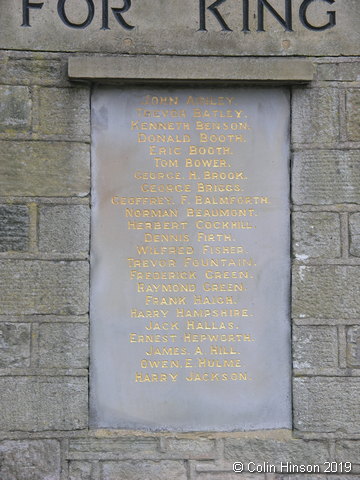 FOR KING
JOHN AINLEY.
TREVOR BATLEY.
KENNETH BENSON.
DONALD BOOTH.
ERIC BOOTH.
TOM BOWER.
GEORGE. H. BROOK.
GEORGE BRIGGS.
GEOFFREY. F. BALMFORTH.
NORMAN BEAUMONT.
HERBERT COCKHILL.
DENNIS FIRTH.
WILFRED FISHER.
TREVOR FOUNTAIN.
FREDERICK GREEN.
RAYMOND GREEN.
FRANK HAIGH.
HARRY HAMPSHIRE.
JACK HALLAS.
ERNEST HEPWORTH.
JAMES. A. HILL.
OWEN. E. HULME.
HARRY JACKSON.
©Colin Hinson @2019